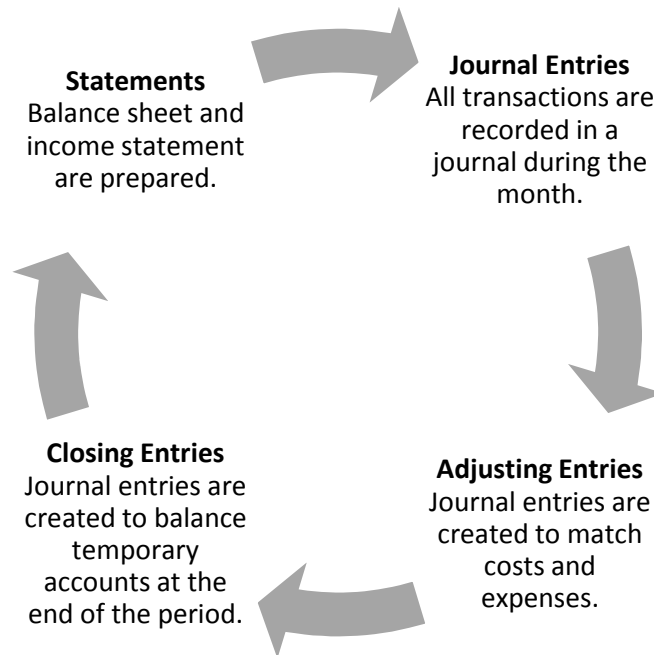 Statements
Balance sheet and
income statement
are prepared.
Journal Entries
All transactions are
recorded in a
journal during the
month.
Adjusting Entries
Journal entries are
created to match
costs and
expenses.
Closing Entries
Journal entries are
created to balance
temporary
accounts at the
end of the period.